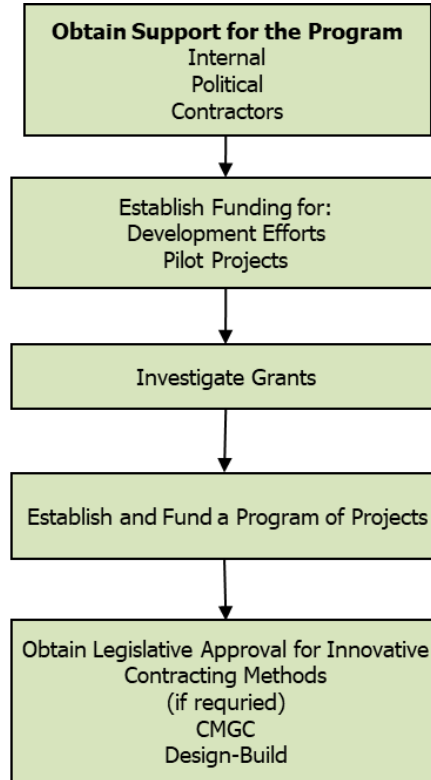 Obtain Support for the Program
Internal
Political
Contractors
Establish Funding for:
Development Efforts
Pilot Projects
Investigate Grants
Establish and Fund a Program of Projects
Obtain Legislative Approval for Innovative
Contracting Methods
(if requried)
CMGC
Design-Build